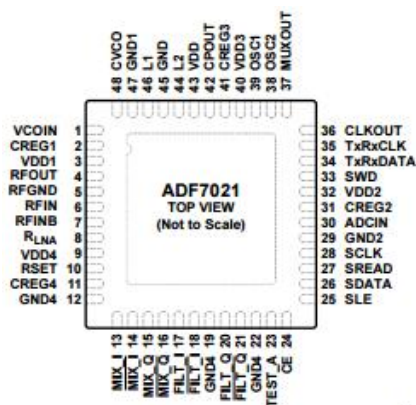 48 CVCO
47 GND1
46 L1
45 GND
44 L2
43 VDD
42 CPOUT
41 CREG3
40 VDD3
39 OSC1
38 OSC2
37 MUXOUT
VCOIN 1
CREG1 2
VDD1 3
RFOUT 4
RFGND 5
RFIN 6
RFINB 7
RLNA 8
VDD4 9
RSET 10
CREG4 11
GND4 12
ADF7021
TOP VIEW
(Not to Scale)
36 CLKOUT
35 TxRxCLK
34 TxRxDATA
33 SWD
32 VDD2
31 CREG2
30 ADCIN
29 GND2
28 SCLK
27 SREAD
26 SDATA
25 SLE
MIX_I 13
MIX_I 14
MIX_Q 15
MIX_Q 16
FILT_I 17
FILT_I 18
GND4 19
FILT_Q 20
FILT_Q 21
GND4 22
TEST_A 23
CE 24